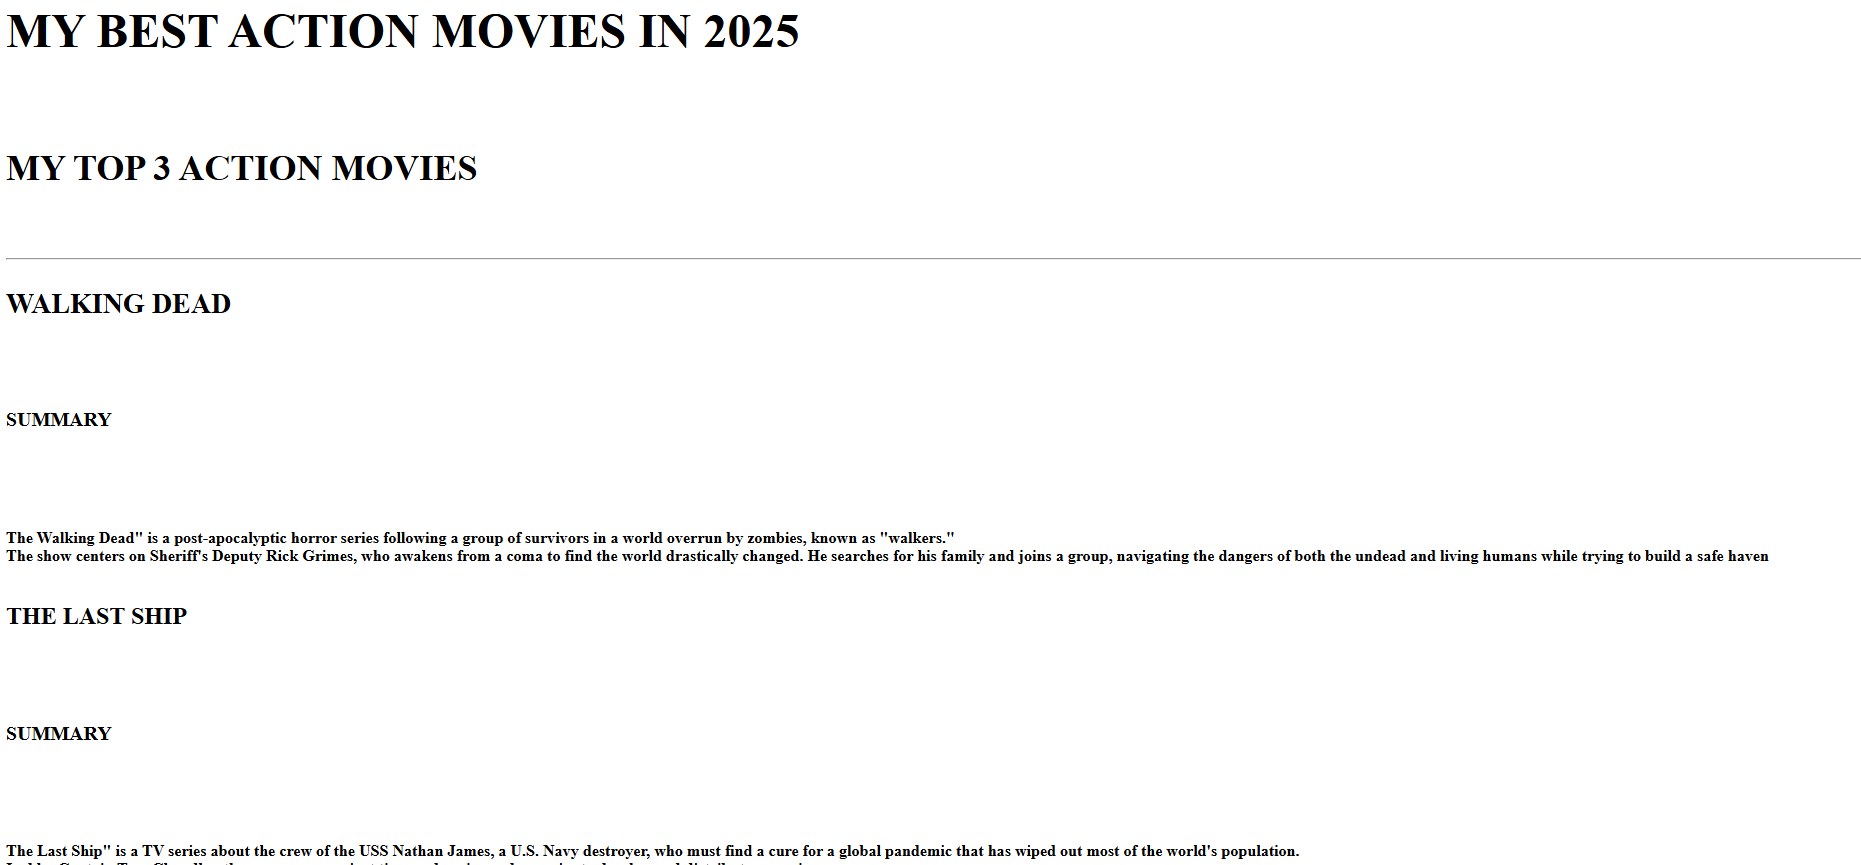 MY BEST ACTION MOVIES IN 2025
MY TOP 3 ACTION MOVIES
WALKING DEAD
SUMMARY
The Walking Dead" is a post-apocalyptic horror series following a group of survivors in a world overrun by zombies, known as "walkers."
The show centers on Sheriff's Deputy Rick Grimes, who awakens from a coma to find the world drastically changed. He searches for his family and joins a group, navigating the dangers of both the undead and living humans while trying to build a safe haven
THE LAST SHIP
SUMMARY
The Last Ship" is a TV series about the crew of the USS Nathan James, a U.S. Navy destroyer, who must find a cure for a global pandemic that has wiped out most of the world's population.